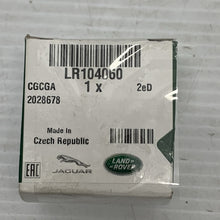 LR104060
1 x
CGCGA 2eD
2028678
Made in
Czech Republic
EAC
JAGUAR
LAND
ROVER